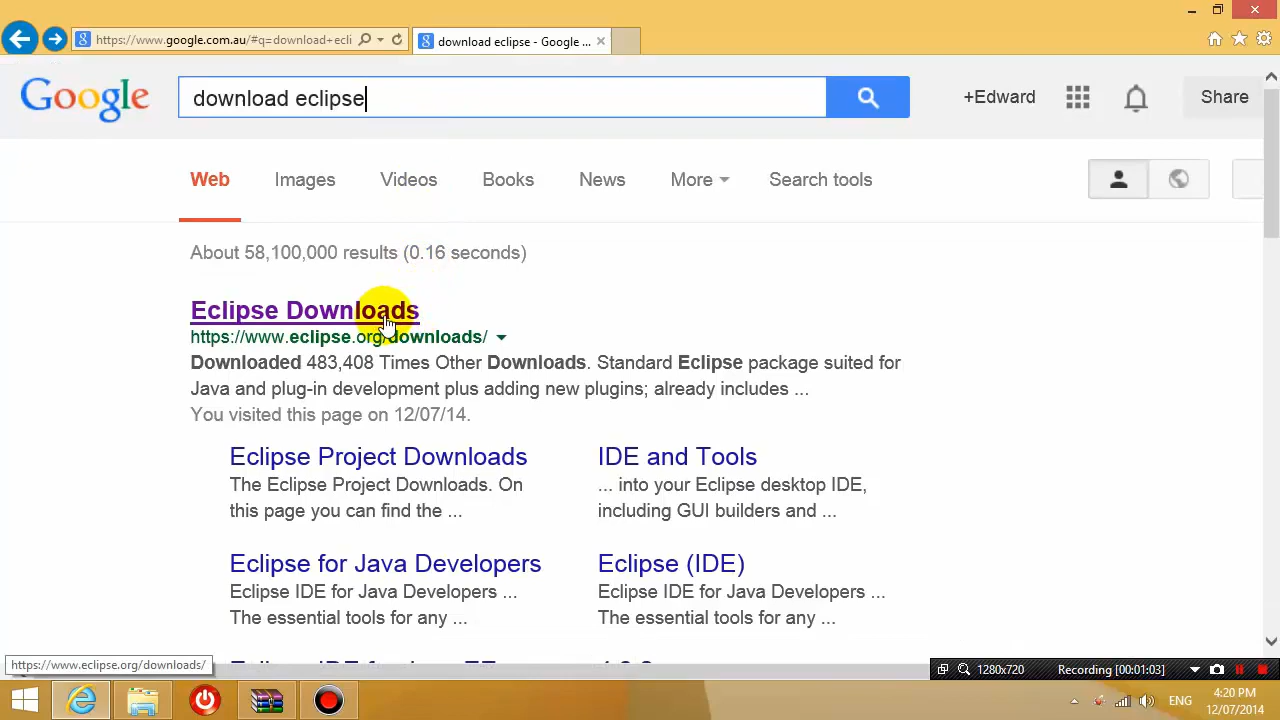 https://www.google.com.au/#q=download+ecli
download eclipse - Google ...
Google
download eclipse
+Edward
Share
Web
Images
Videos
Books
News
More
Search tools
About 58,100,000 results (0.16 seconds)
Eclipse Downloads
https://www.eclipse.org/downloads/
Downloaded 483,408 Times Other Downloads. Standard Eclipse package suited for
Java and plug-in development plus adding new plugins; already includes ...
You visited this page on 12/07/14.
Eclipse Project Downloads
The Eclipse Project Downloads. On
this page you can find the ...
IDE and Tools
... into your Eclipse desktop IDE,
including GUI builders and ...
Eclipse for Java Developers
Eclipse IDE for Java Developers ...
The essential tools for any ...
Eclipse (IDE)
Eclipse IDE for Java Developers ...
The essential tools for any ...
https://www.eclipse.org/downloads/
1280x720
Recording [00:01:03]
ENG
4:20 PM
12/07/2014